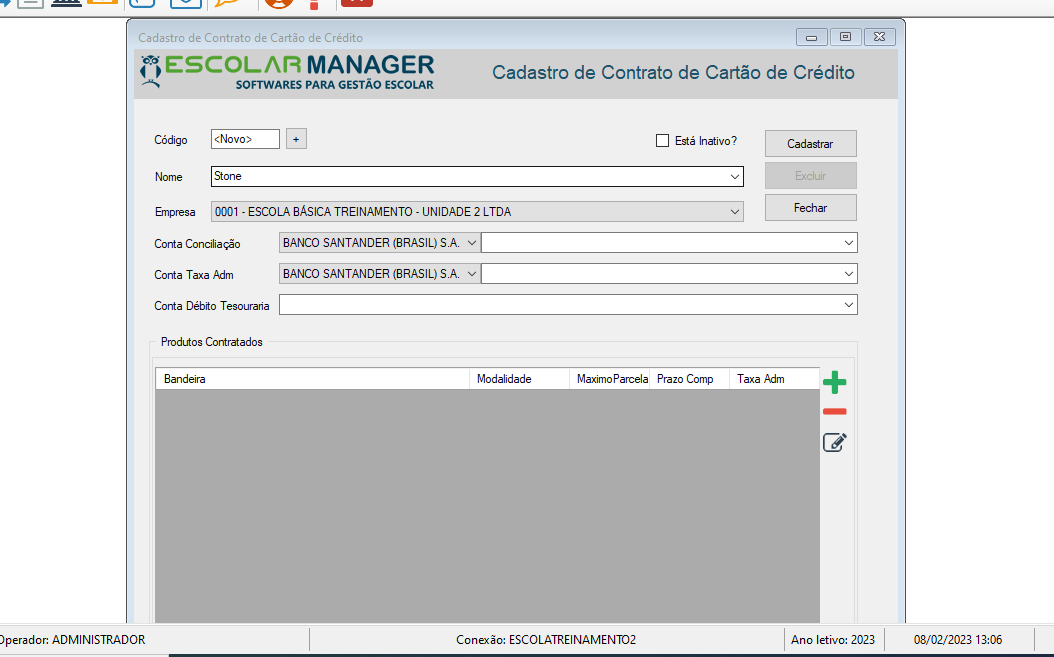 Cadastro de Contrato de Cartão de Crédito
ESCOLAR MANAGER
SOFTWARES PARA GESTÃO ESCOLAR
Cadastro de Contrato de Cartão de Crédito
Código <Novo> + Está Inativo? Cadastrar
Nome Stone Excluir
Empresa 0001 - ESCOLA BÁSICA TREINAMENTO - UNIDADE 2 LTDA Fechar
Conta Conciliação BANCO SANTANDER (BRASIL) S.A.
Conta Taxa Adm BANCO SANTANDER (BRASIL) S.A.
Conta Débito Tesouraria
Produtos Contratados
Bandeira Modalidade MaximoParcela Prazo Comp Taxa Adm
Operador: ADMINISTRADOR Conexão: ESCOLATREINAMENTO2 Ano letivo: 2023 08/02/2023 13:06